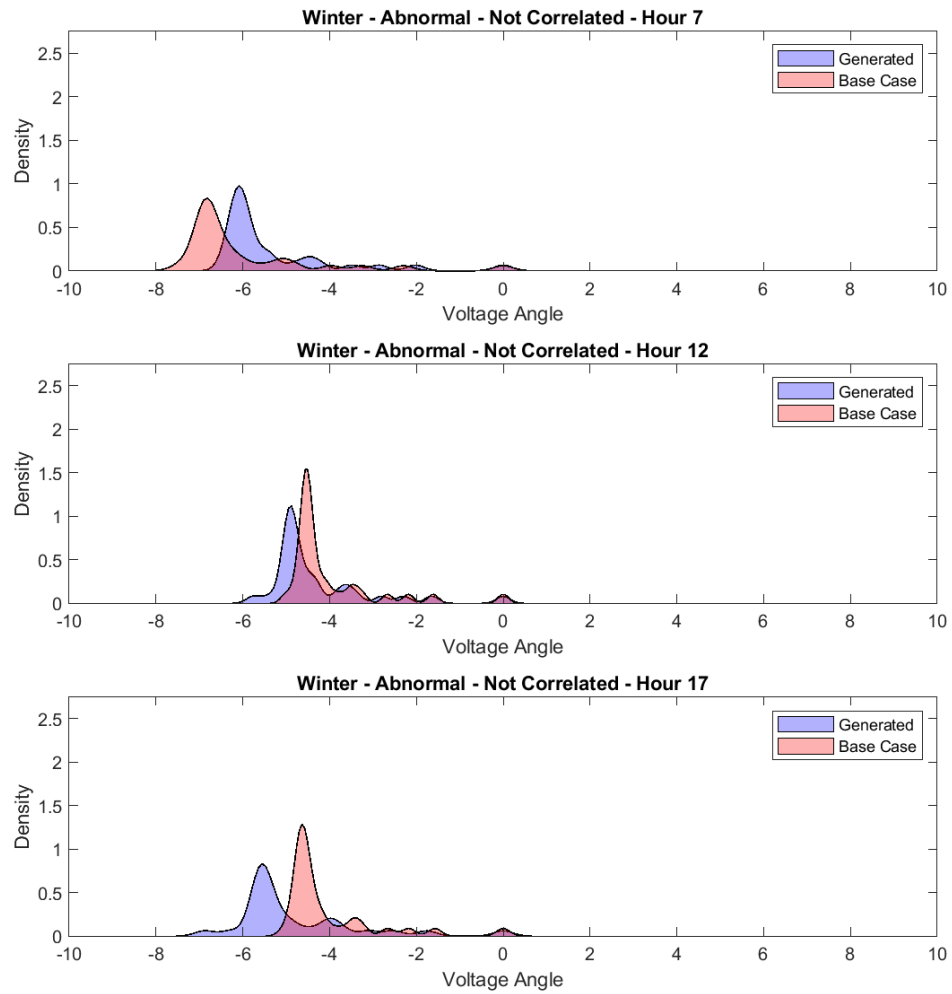 Winter - Abnormal - Not Correlated - Hour 7
2.5
2
1.5
1
0.5
0
Density
Generated
Base Case
-10 -8 -6 -4 -2 0 2 4 6 8 10
Voltage Angle
Winter - Abnormal - Not Correlated - Hour 12
2.5
2
1.5
1
0.5
0
Density
Generated
Base Case
-10 -8 -6 -4 -2 0 2 4 6 8 10
Voltage Angle
Winter - Abnormal - Not Correlated - Hour 17
2.5
2
1.5
1
0.5
0
Density
Generated
Base Case
-10 -8 -6 -4 -2 0 2 4 6 8 10
Voltage Angle